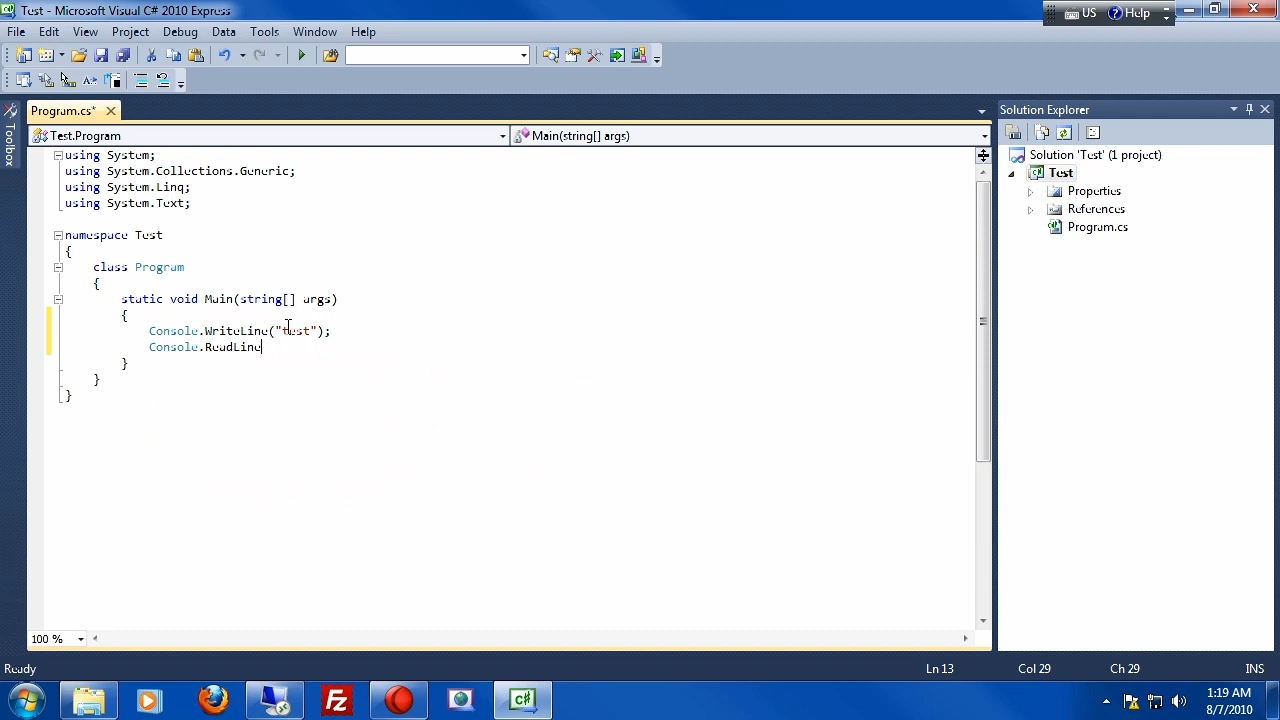 Test - Microsoft Visual C# 2010 Express
US Help
File Edit View Project Debug Data Tools Window Help
Program.cs*
Solution Explorer
Toolbox
Test.Program Main(string[] args)
using System;
using System.Collections.Generic;
using System.Linq;
using System.Text;
namespace Test
{
class Program
{
static void Main(string[] args)
{
Console.WriteLine("test");
Console.ReadLine
}
}
}
Solution 'Test' (1 project)
Test
Properties
References
Program.cs
100 %
Ready Ln 13 Col 29 Ch 29 INS
Fz C#
1:19 AM
8/7/2010